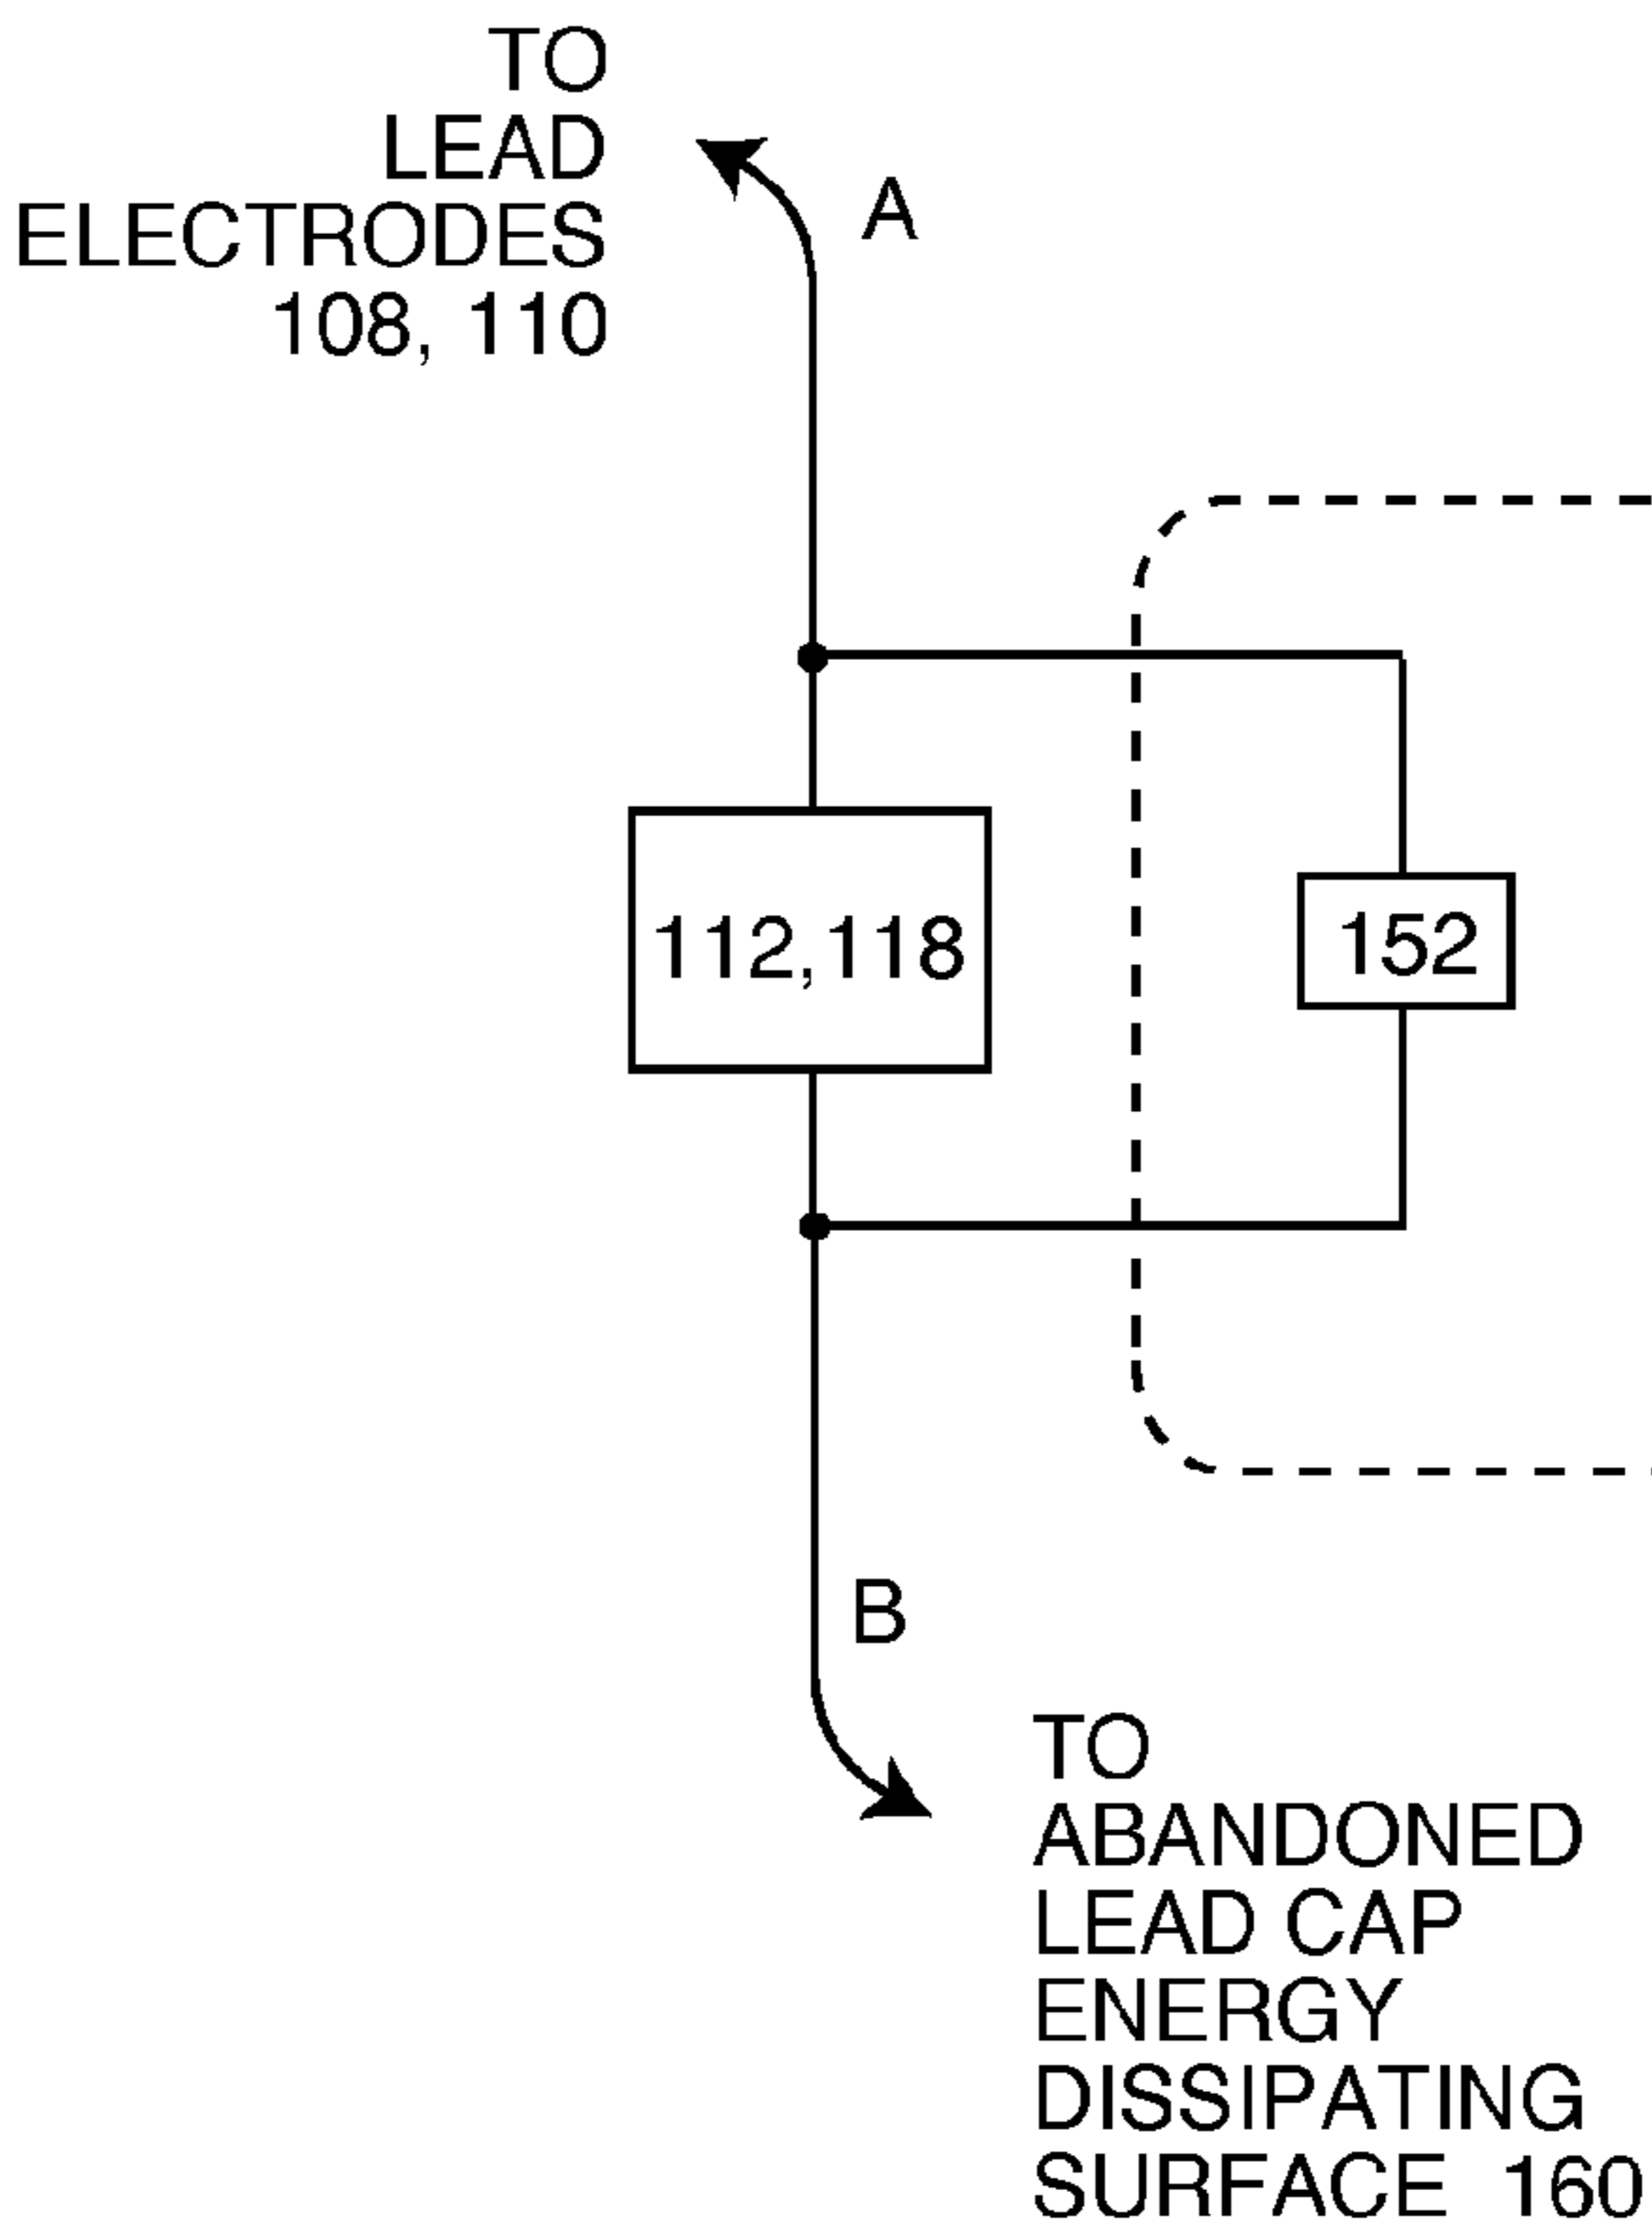 TO
LEAD
ELECTRODES
108, 110
A
112,118
152
B
TO
ABANDONED
LEAD CAP
ENERGY
DISSIPATING
SURFACE 160